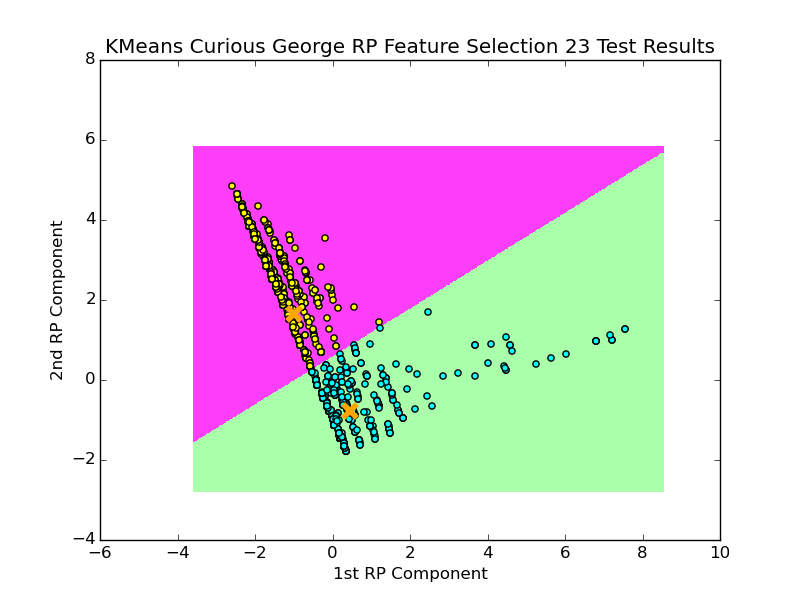 KMeans Curious George RP Feature Selection 23 Test Results
8
6
4
2
0
−2
−4
2nd RP Component
−6 −4 −2 0 2 4 6 8 10
1st RP Component